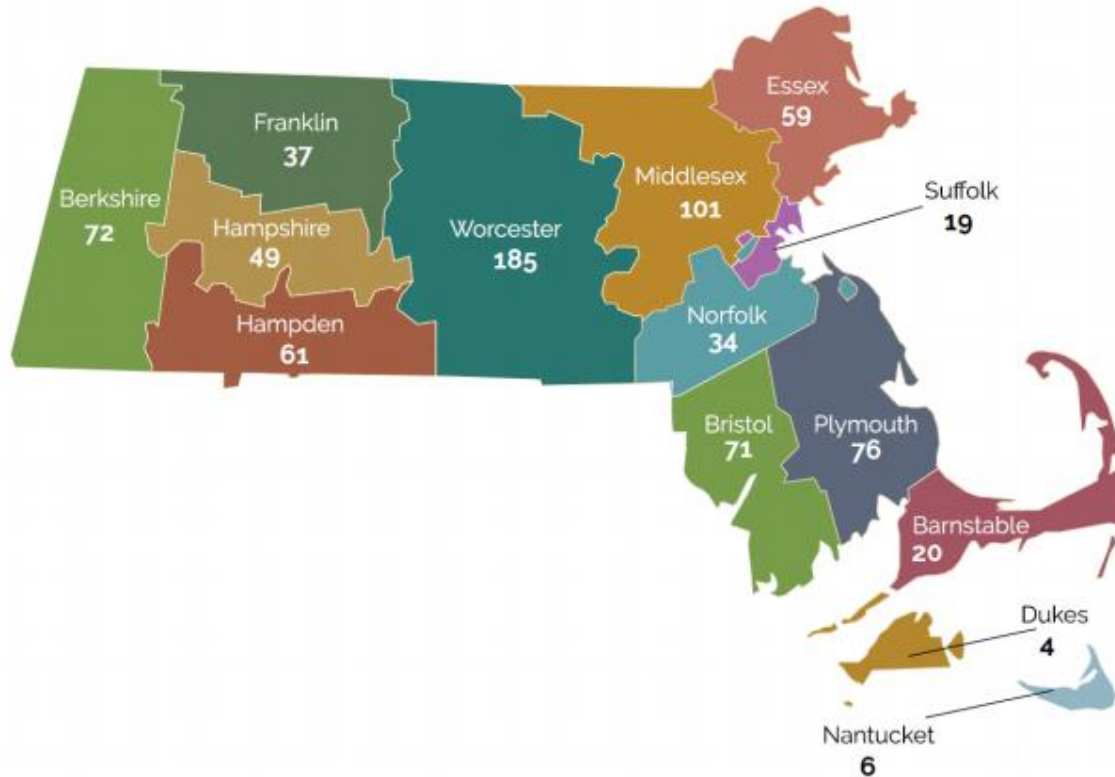 Essex
59
Franklin
37
Middlesex
101
Suffolk
19
Berkshire
72
Hampshire
49
Worcester
185
Hampden
61
Norfolk
34
Bristol
71
Plymouth
76
Barnstable
20
Dukes
4
Nantucket
6